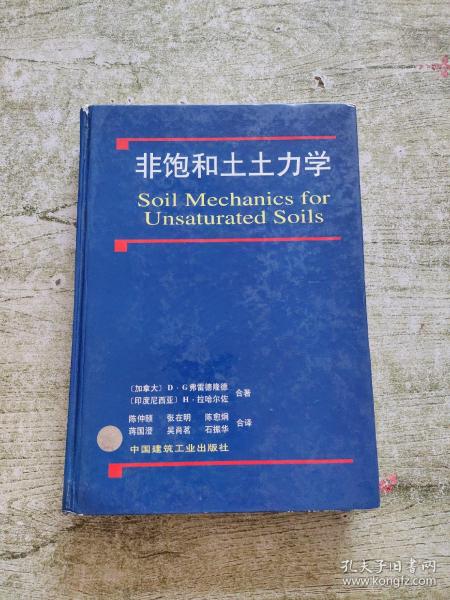 非饱和土土力学
Soil Mechanics for
Unsaturated Soils
〔加拿大〕D·G弗雷德隆德
〔印度尼西亚〕H·拉哈尔佐 合著
陈仲颐 张在明 陈愈炯
蒋国澄 吴肖茗 石振华 合译
中国建筑工业出版社
孔夫子旧书网
www.kongfz.com